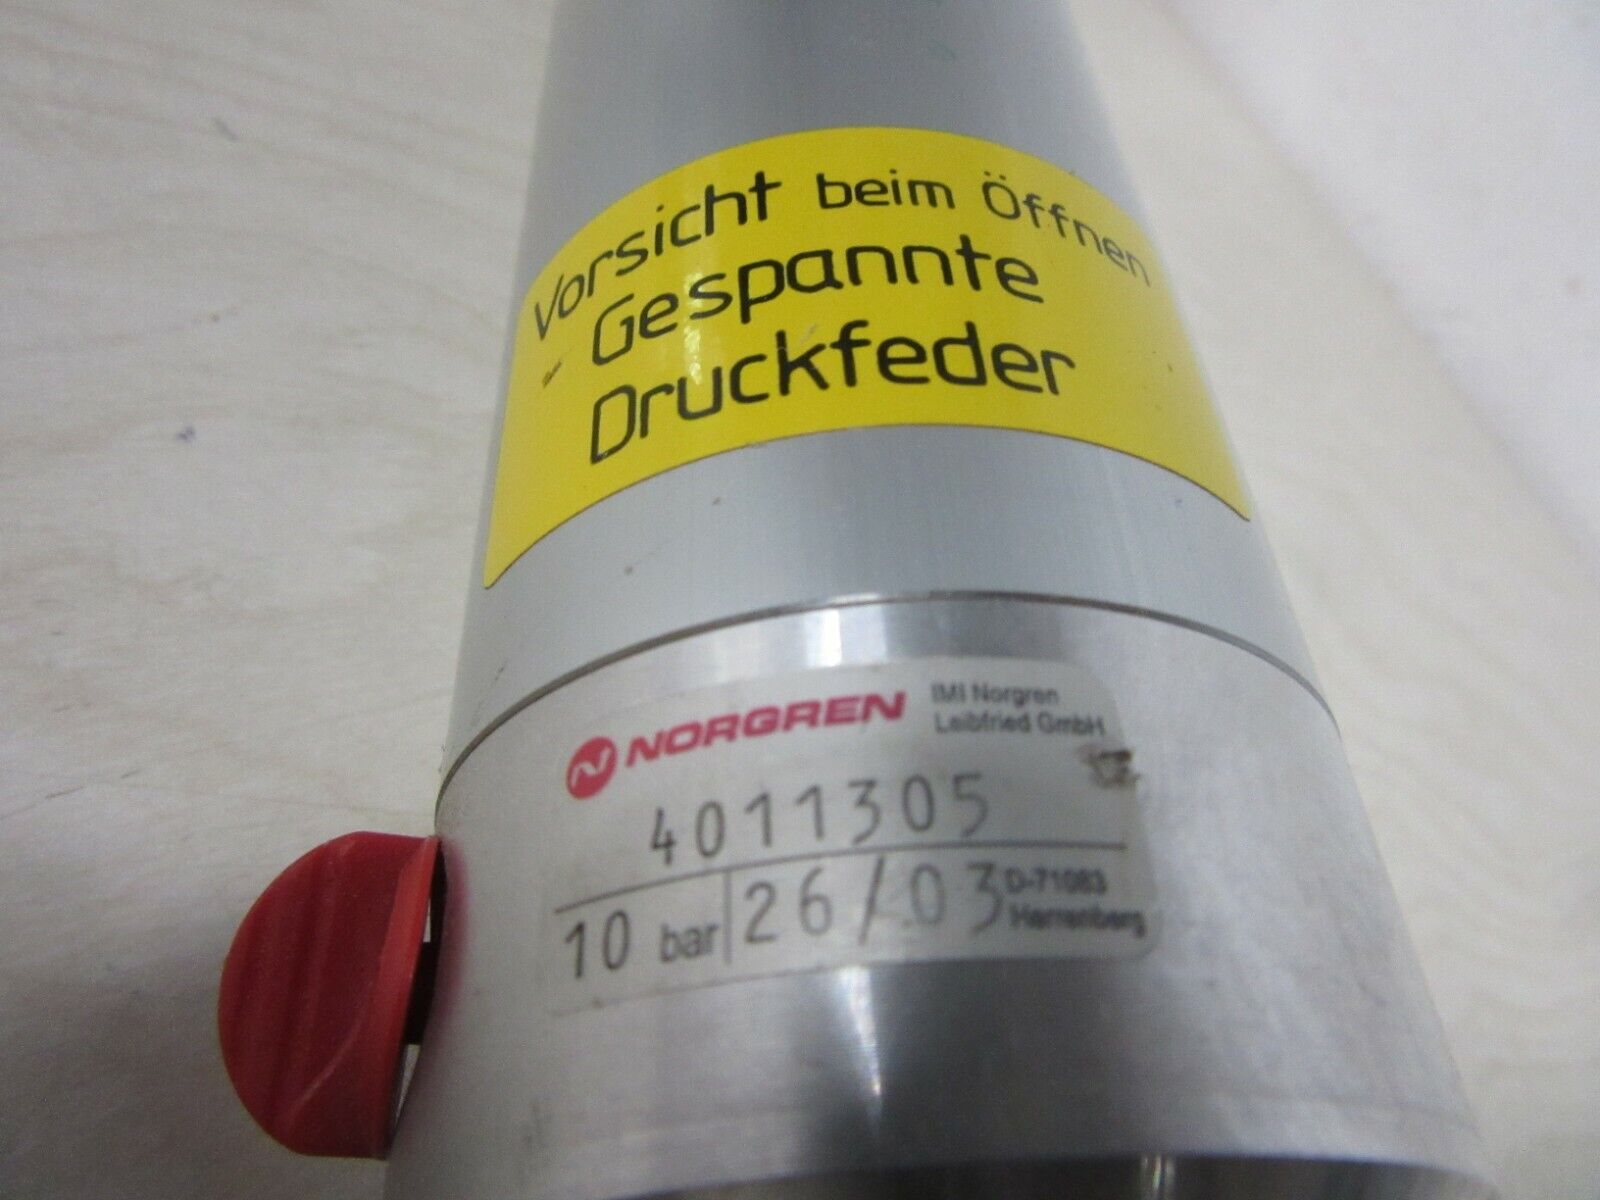 Vorsicht beim Öffnen
- Gespannte
Druckfeder
NORGREN
IMI Norgren
Leibfried GmbH
4011305
10 bar 26/03
D-71083
Herrenberg